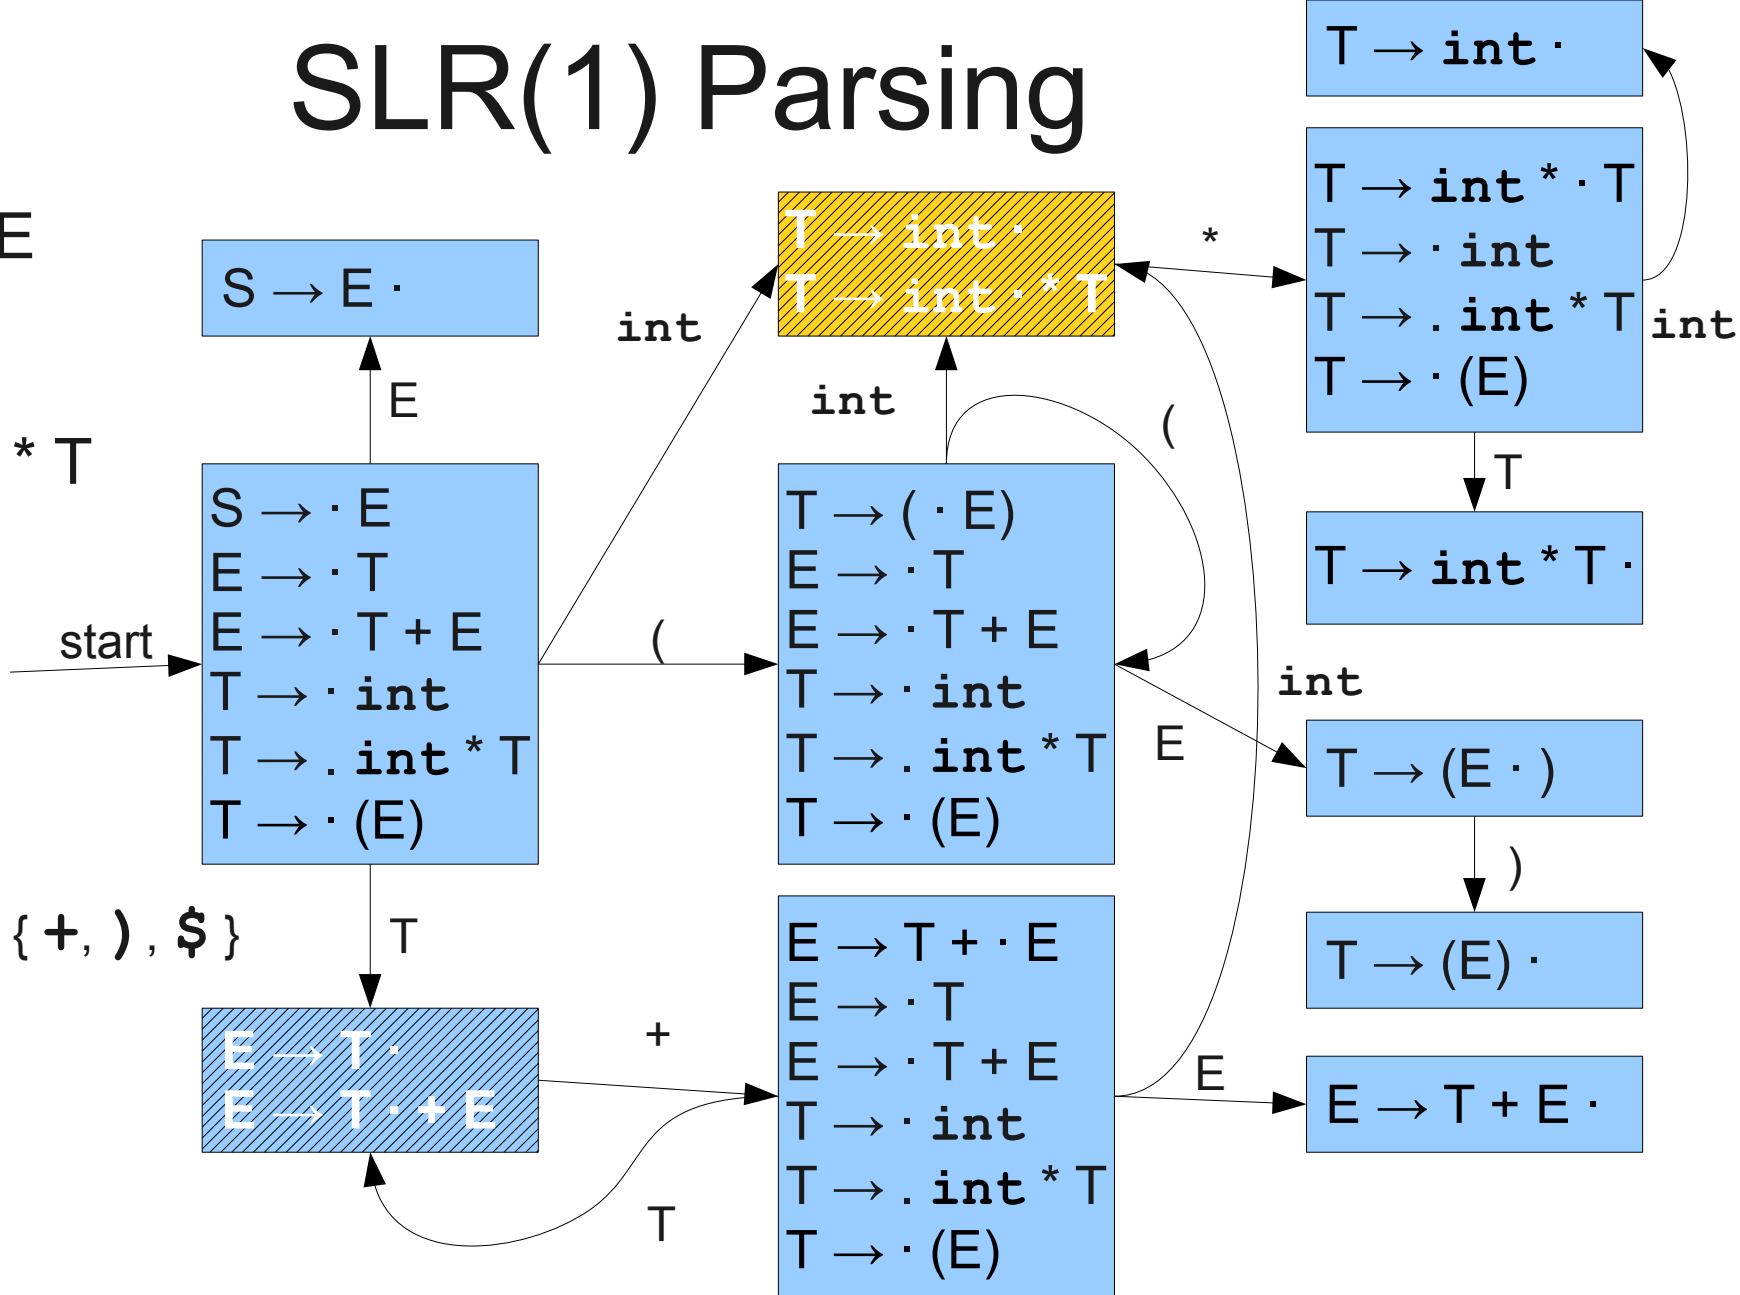 SLR(1) Parsing
E
* T
{ +, ), $ }
start
S → E ·
E
S → · E
E → · T
E → · T + E
T → · int
T → . int * T
T → · (E)
T
E → T ·
E → T · + E
int
(
+
T
T → int ·
T → int · * T
int
(
T → ( · E)
E → · T
E → · T + E
T → · int
T → . int * T
T → · (E)
E → T + · E
E → · T
E → · T + E
T → · int
T → . int * T
T → · (E)
*
int
E
E
T → int ·
T → int * · T
T → · int
T → . int * T
T → · (E)
int
T
T → int * T ·
T → (E · )
)
T → (E) ·
E → T + E ·